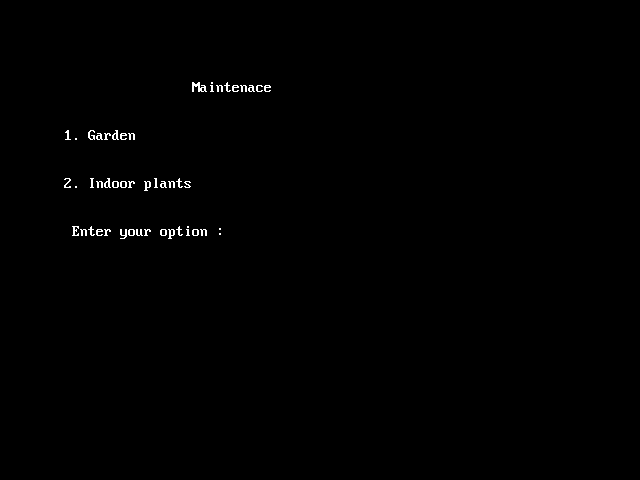 Maintenace
1. Garden
2. Indoor plants
Enter your option :